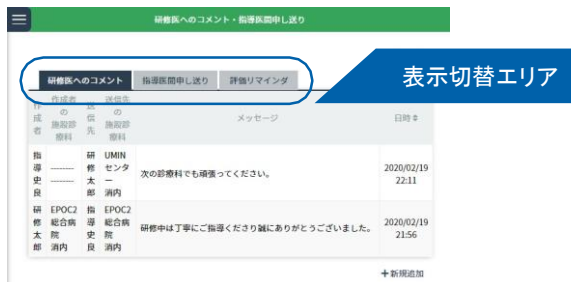 研修医へのコメント・指導医間申し送り
表示切替エリア
研修医へのコメント 指導医間申し送り 評価リマインダ
作成者 作成者の施設診療科 送信先 送信先の施設診療科 メッセージ 日時
指導史良 -------- -------- 研修太郎 UMINセンター 消内 次の診療科でも頑張ってください。 2020/02/19 22:11
研修太郎 EPOC2総合病院 消内 指導史良 EPOC2総合病院 消内 研修中は丁寧にご指導くださり誠にありがとうございました。 2020/02/19 21:56
+新規追加